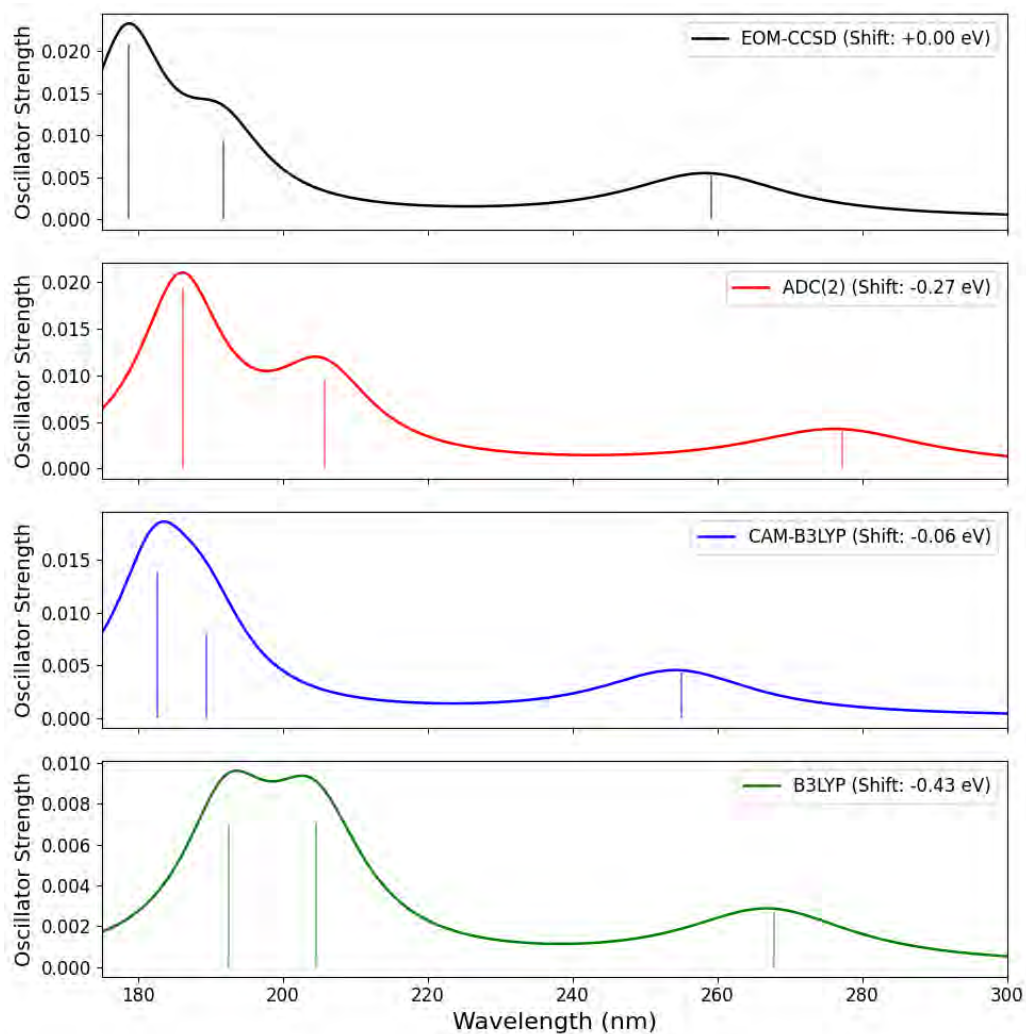 EOM-CCSD (Shift: +0.00 eV)
Oscillator Strength
0.020
0.015
0.010
0.005
0.000
ADC(2) (Shift: -0.27 eV)
Oscillator Strength
0.020
0.015
0.010
0.005
0.000
CAM-B3LYP (Shift: -0.06 eV)
Oscillator Strength
0.015
0.010
0.005
0.000
B3LYP (Shift: -0.43 eV)
Oscillator Strength
0.010
0.008
0.006
0.004
0.002
0.000
180 200 220 240 260 280 300
Wavelength (nm)